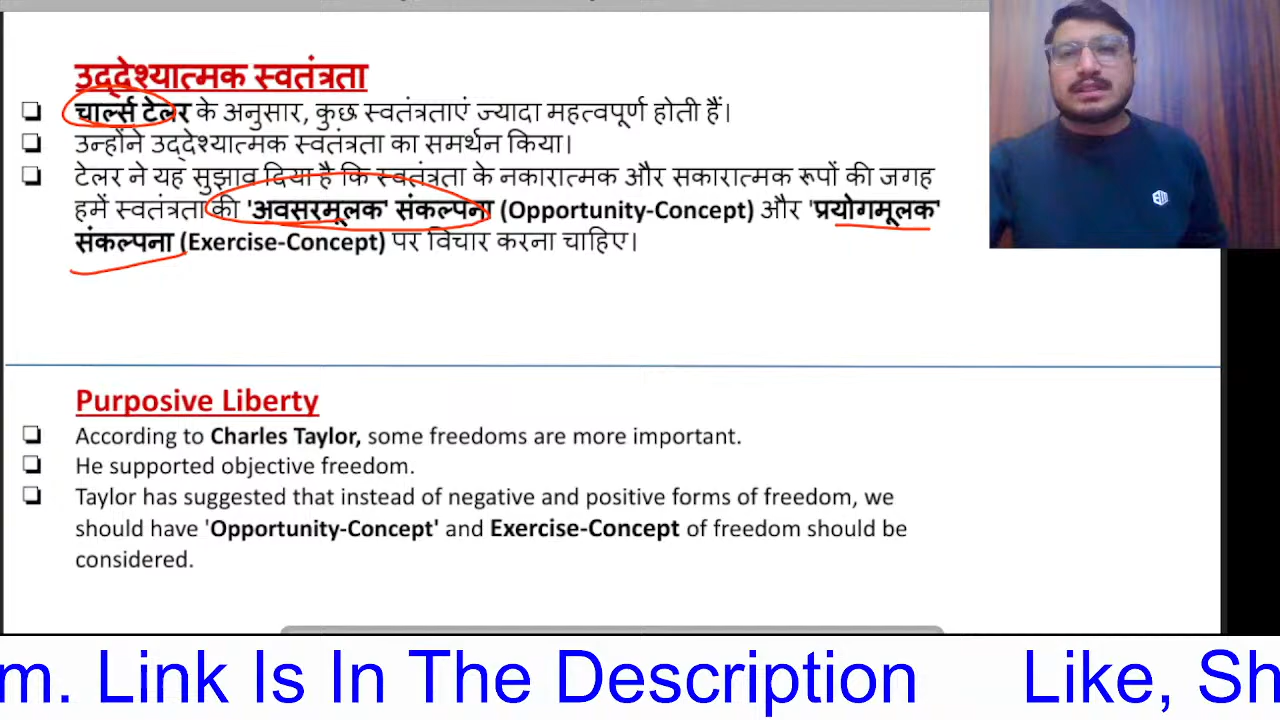 उद्देश्यात्मक स्वतंत्रता
चार्ल्स टेलर के अनुसार, कुछ स्वतंत्रताएं ज्यादा महत्वपूर्ण होती हैं।
उन्होंने उद्देश्यात्मक स्वतंत्रता का समर्थन किया।
टेलर ने यह सुझाव दिया है कि स्वतंत्रता के नकारात्मक और सकारात्मक रूपों की जगह
हमें स्वतंत्रता की 'अवसरमूलक' संकल्पना (Opportunity-Concept) और 'प्रयोगमूलक'
संकल्पना (Exercise-Concept) पर विचार करना चाहिए।
Purposive Liberty
According to Charles Taylor, some freedoms are more important.
He supported objective freedom.
Taylor has suggested that instead of negative and positive forms of freedom, we
should have 'Opportunity-Concept' and Exercise-Concept of freedom should be
considered.
m. Link Is In The Description Like, Sh